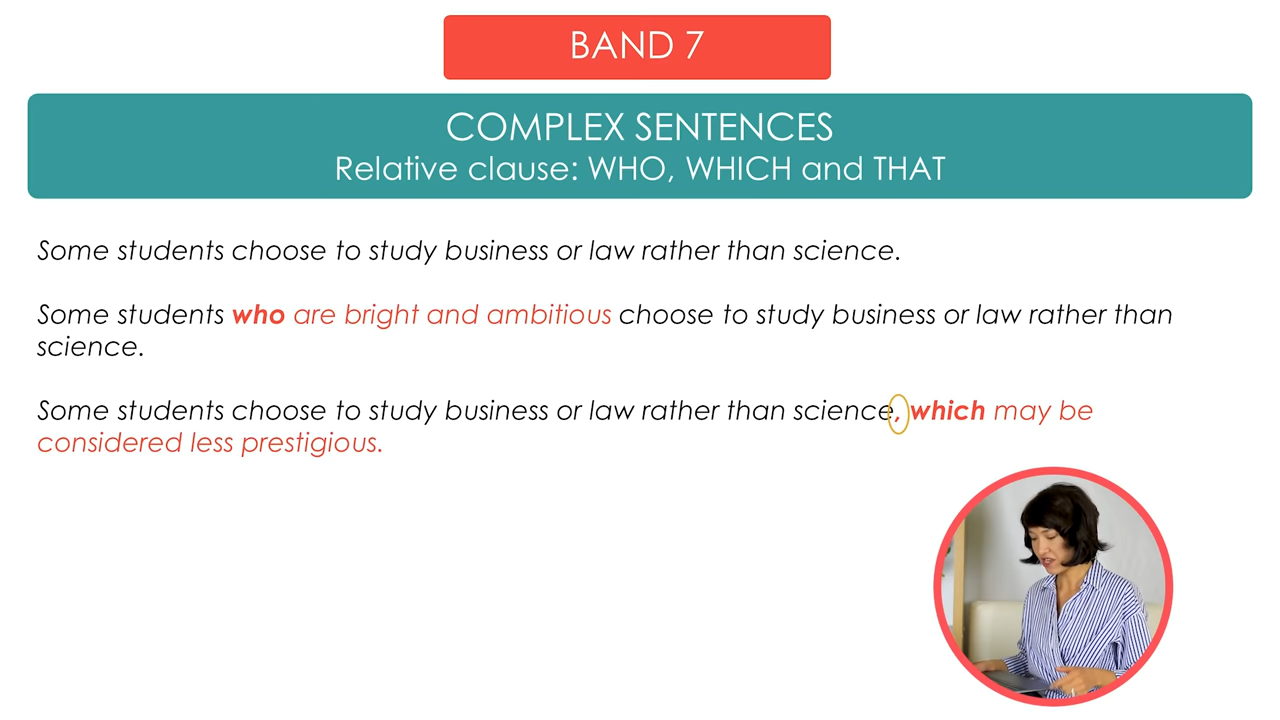 BAND 7
COMPLEX SENTENCES
Relative clause: WHO, WHICH and THAT
Some students choose to study business or law rather than science.
Some students who are bright and ambitious choose to study business or law rather than
science.
Some students choose to study business or law rather than science, which may be
considered less prestigious.